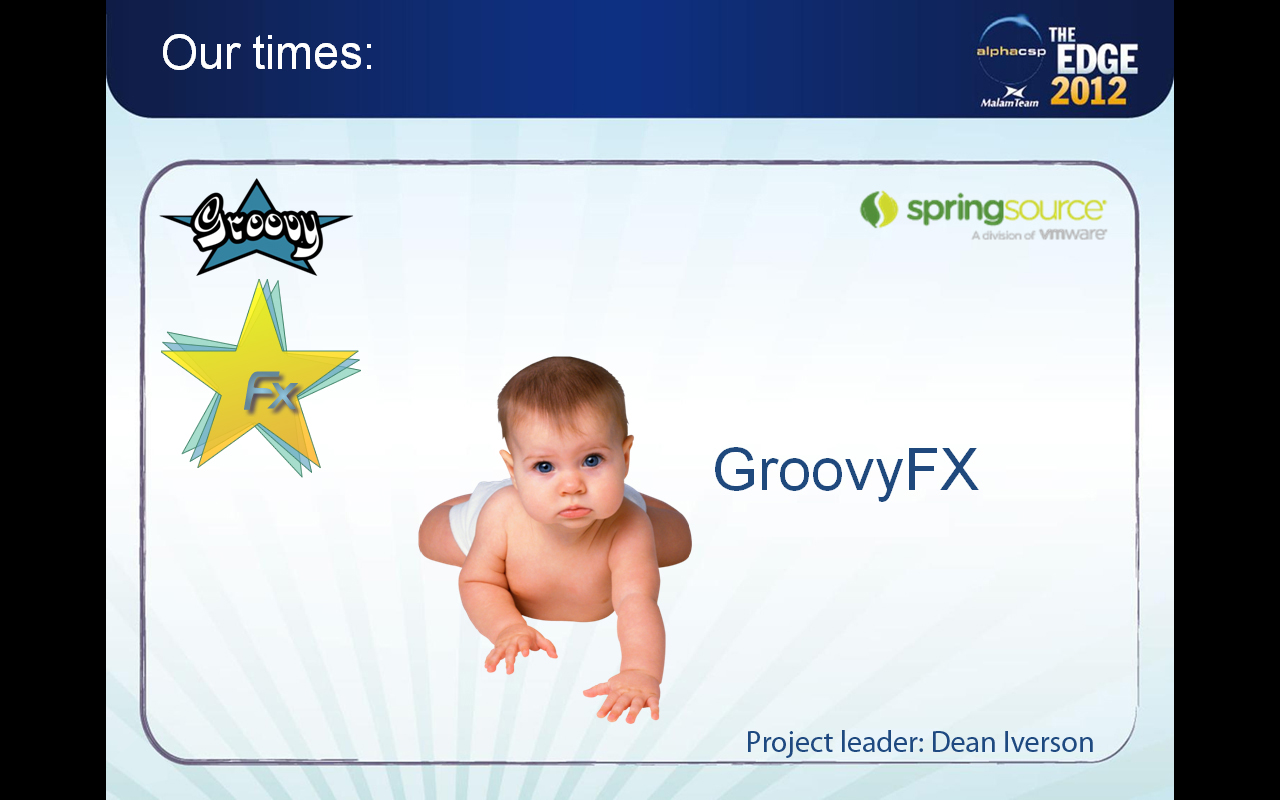 Our times:
alphacsp
MalamTeam
THE
EDGE
2012
Groovy
springsource
A division of vmware
Fx
GroovyFX
Project leader: Dean Iverson